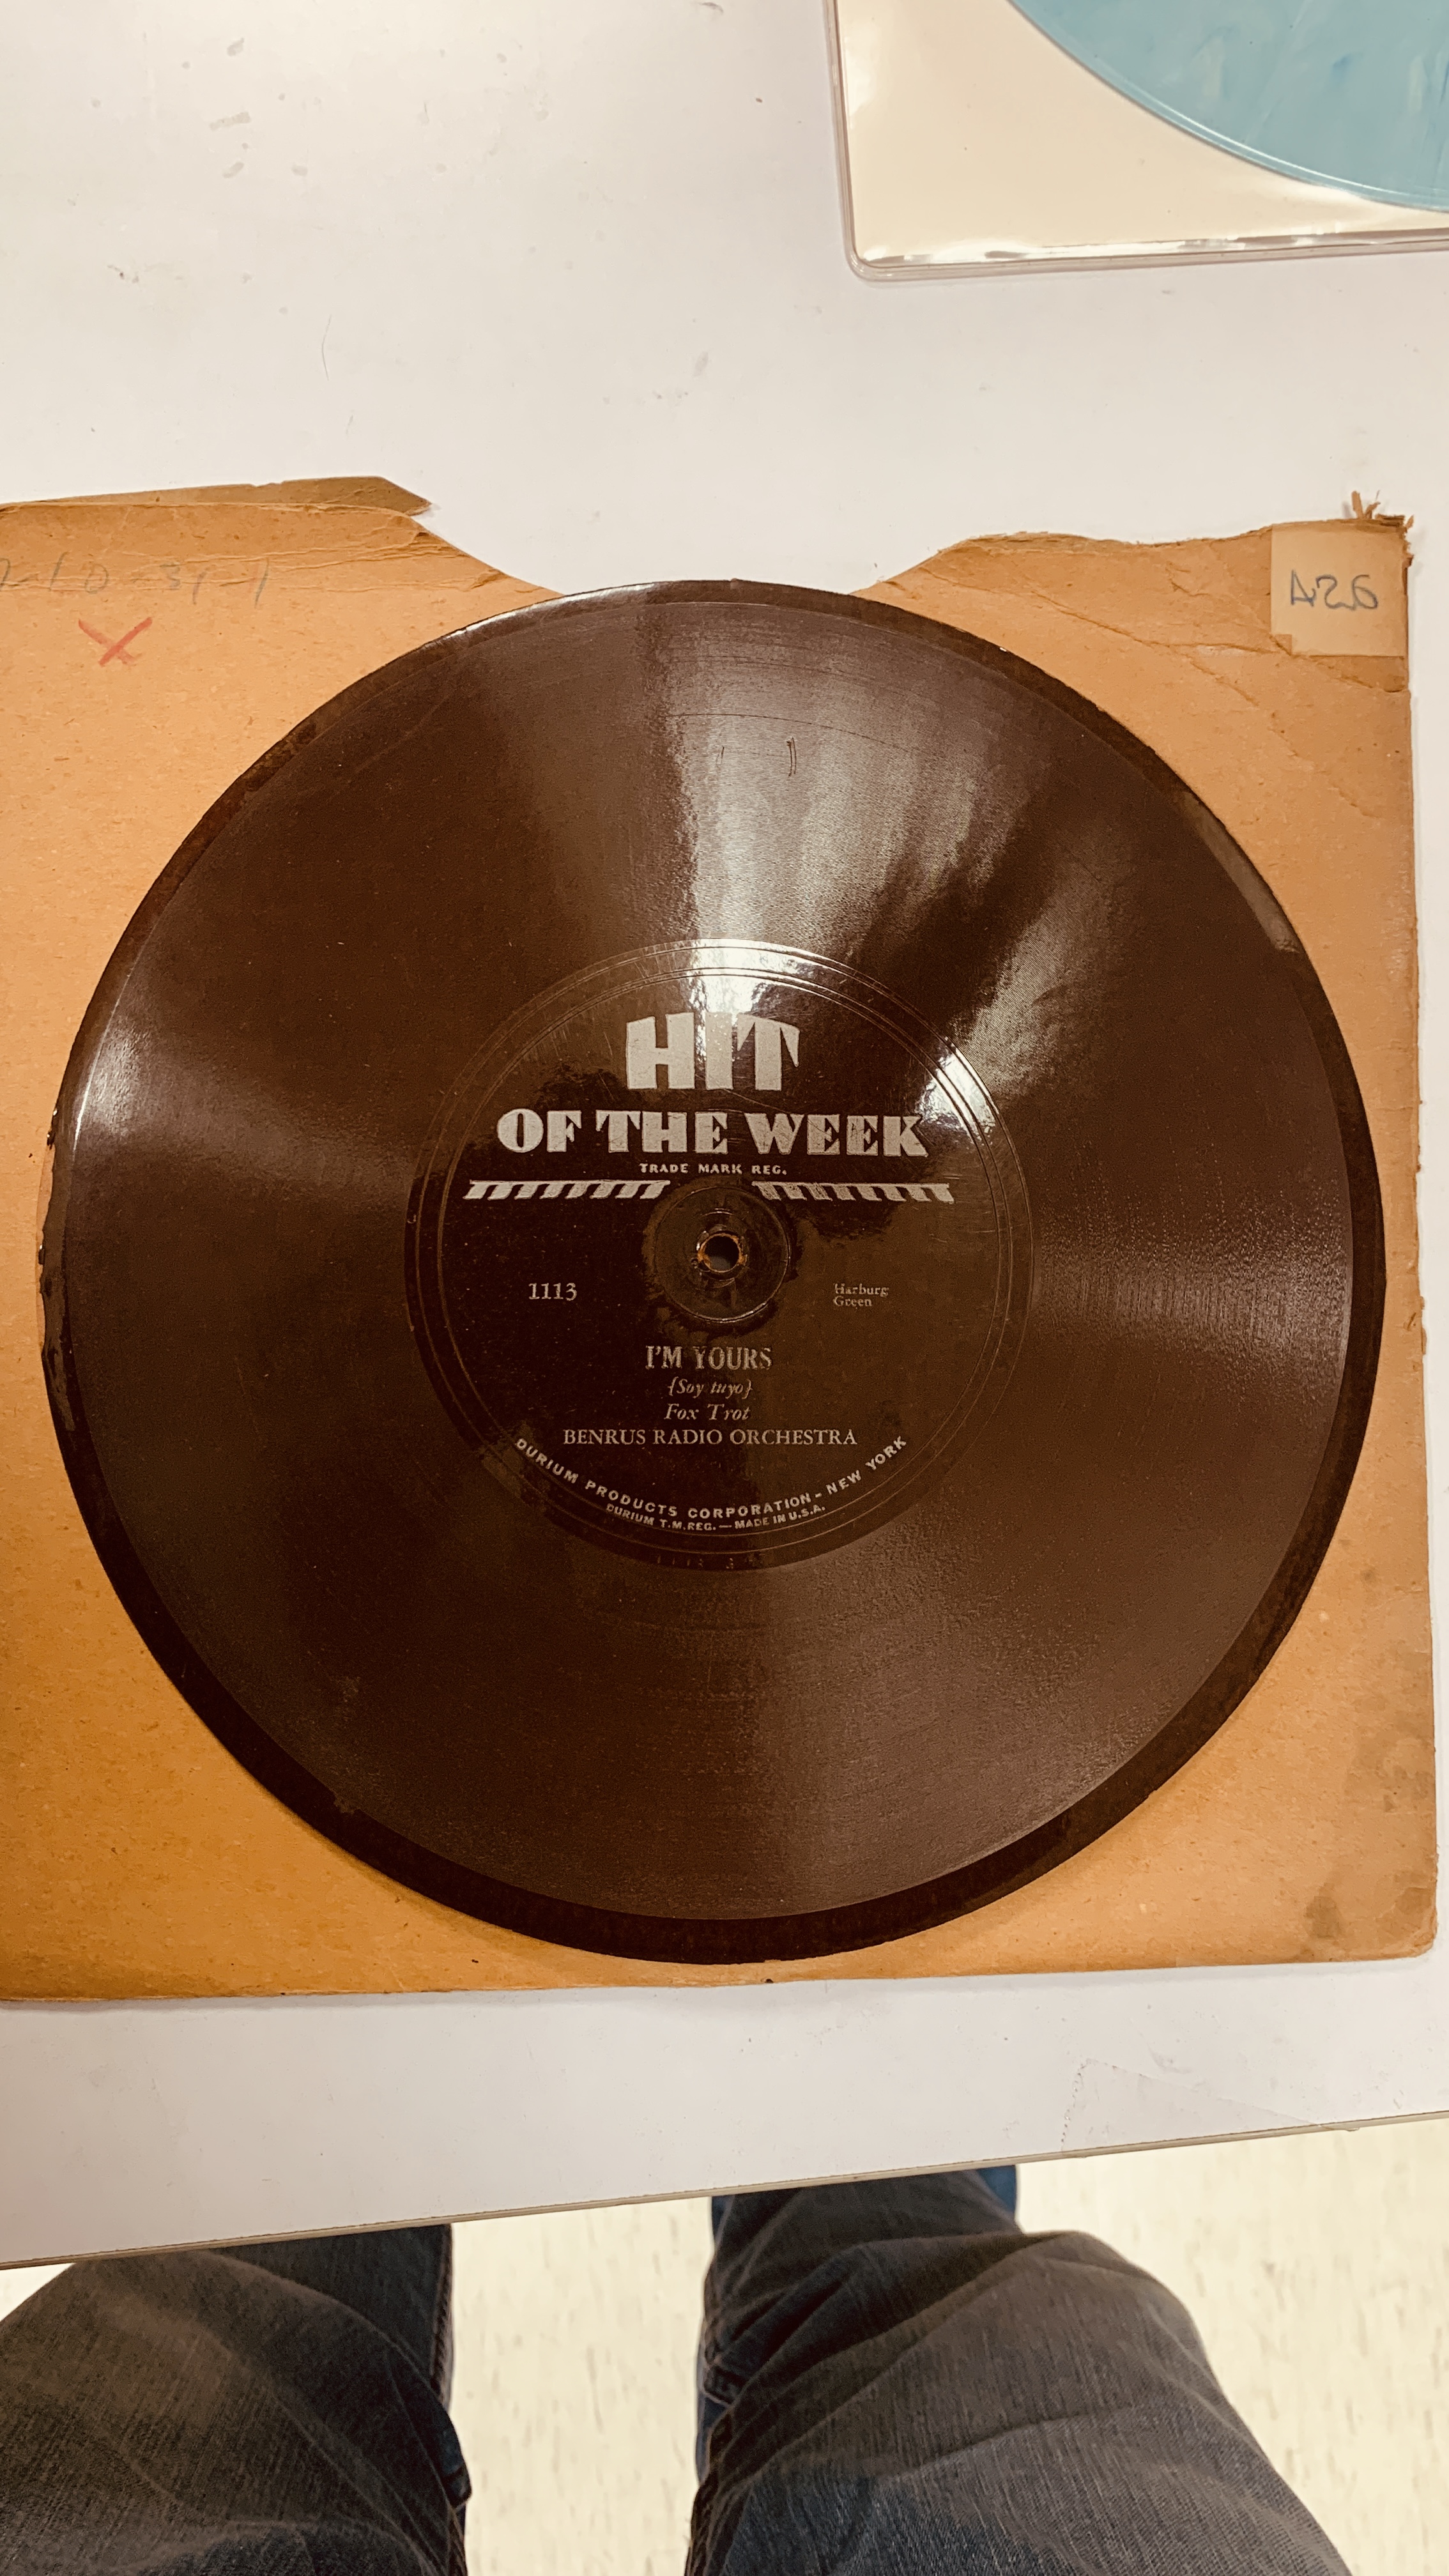 A26
HIT
OF THE WEEK
TRADE MARK REG.
1113
Harburg
Green
I'M YOURS
{Soy tuyo}
Fox Trot
BENRUS RADIO ORCHESTRA
DURIUM PRODUCTS CORPORATION - NEW YORK
DURIUM T.M.REG. — MADE IN U.S.A.